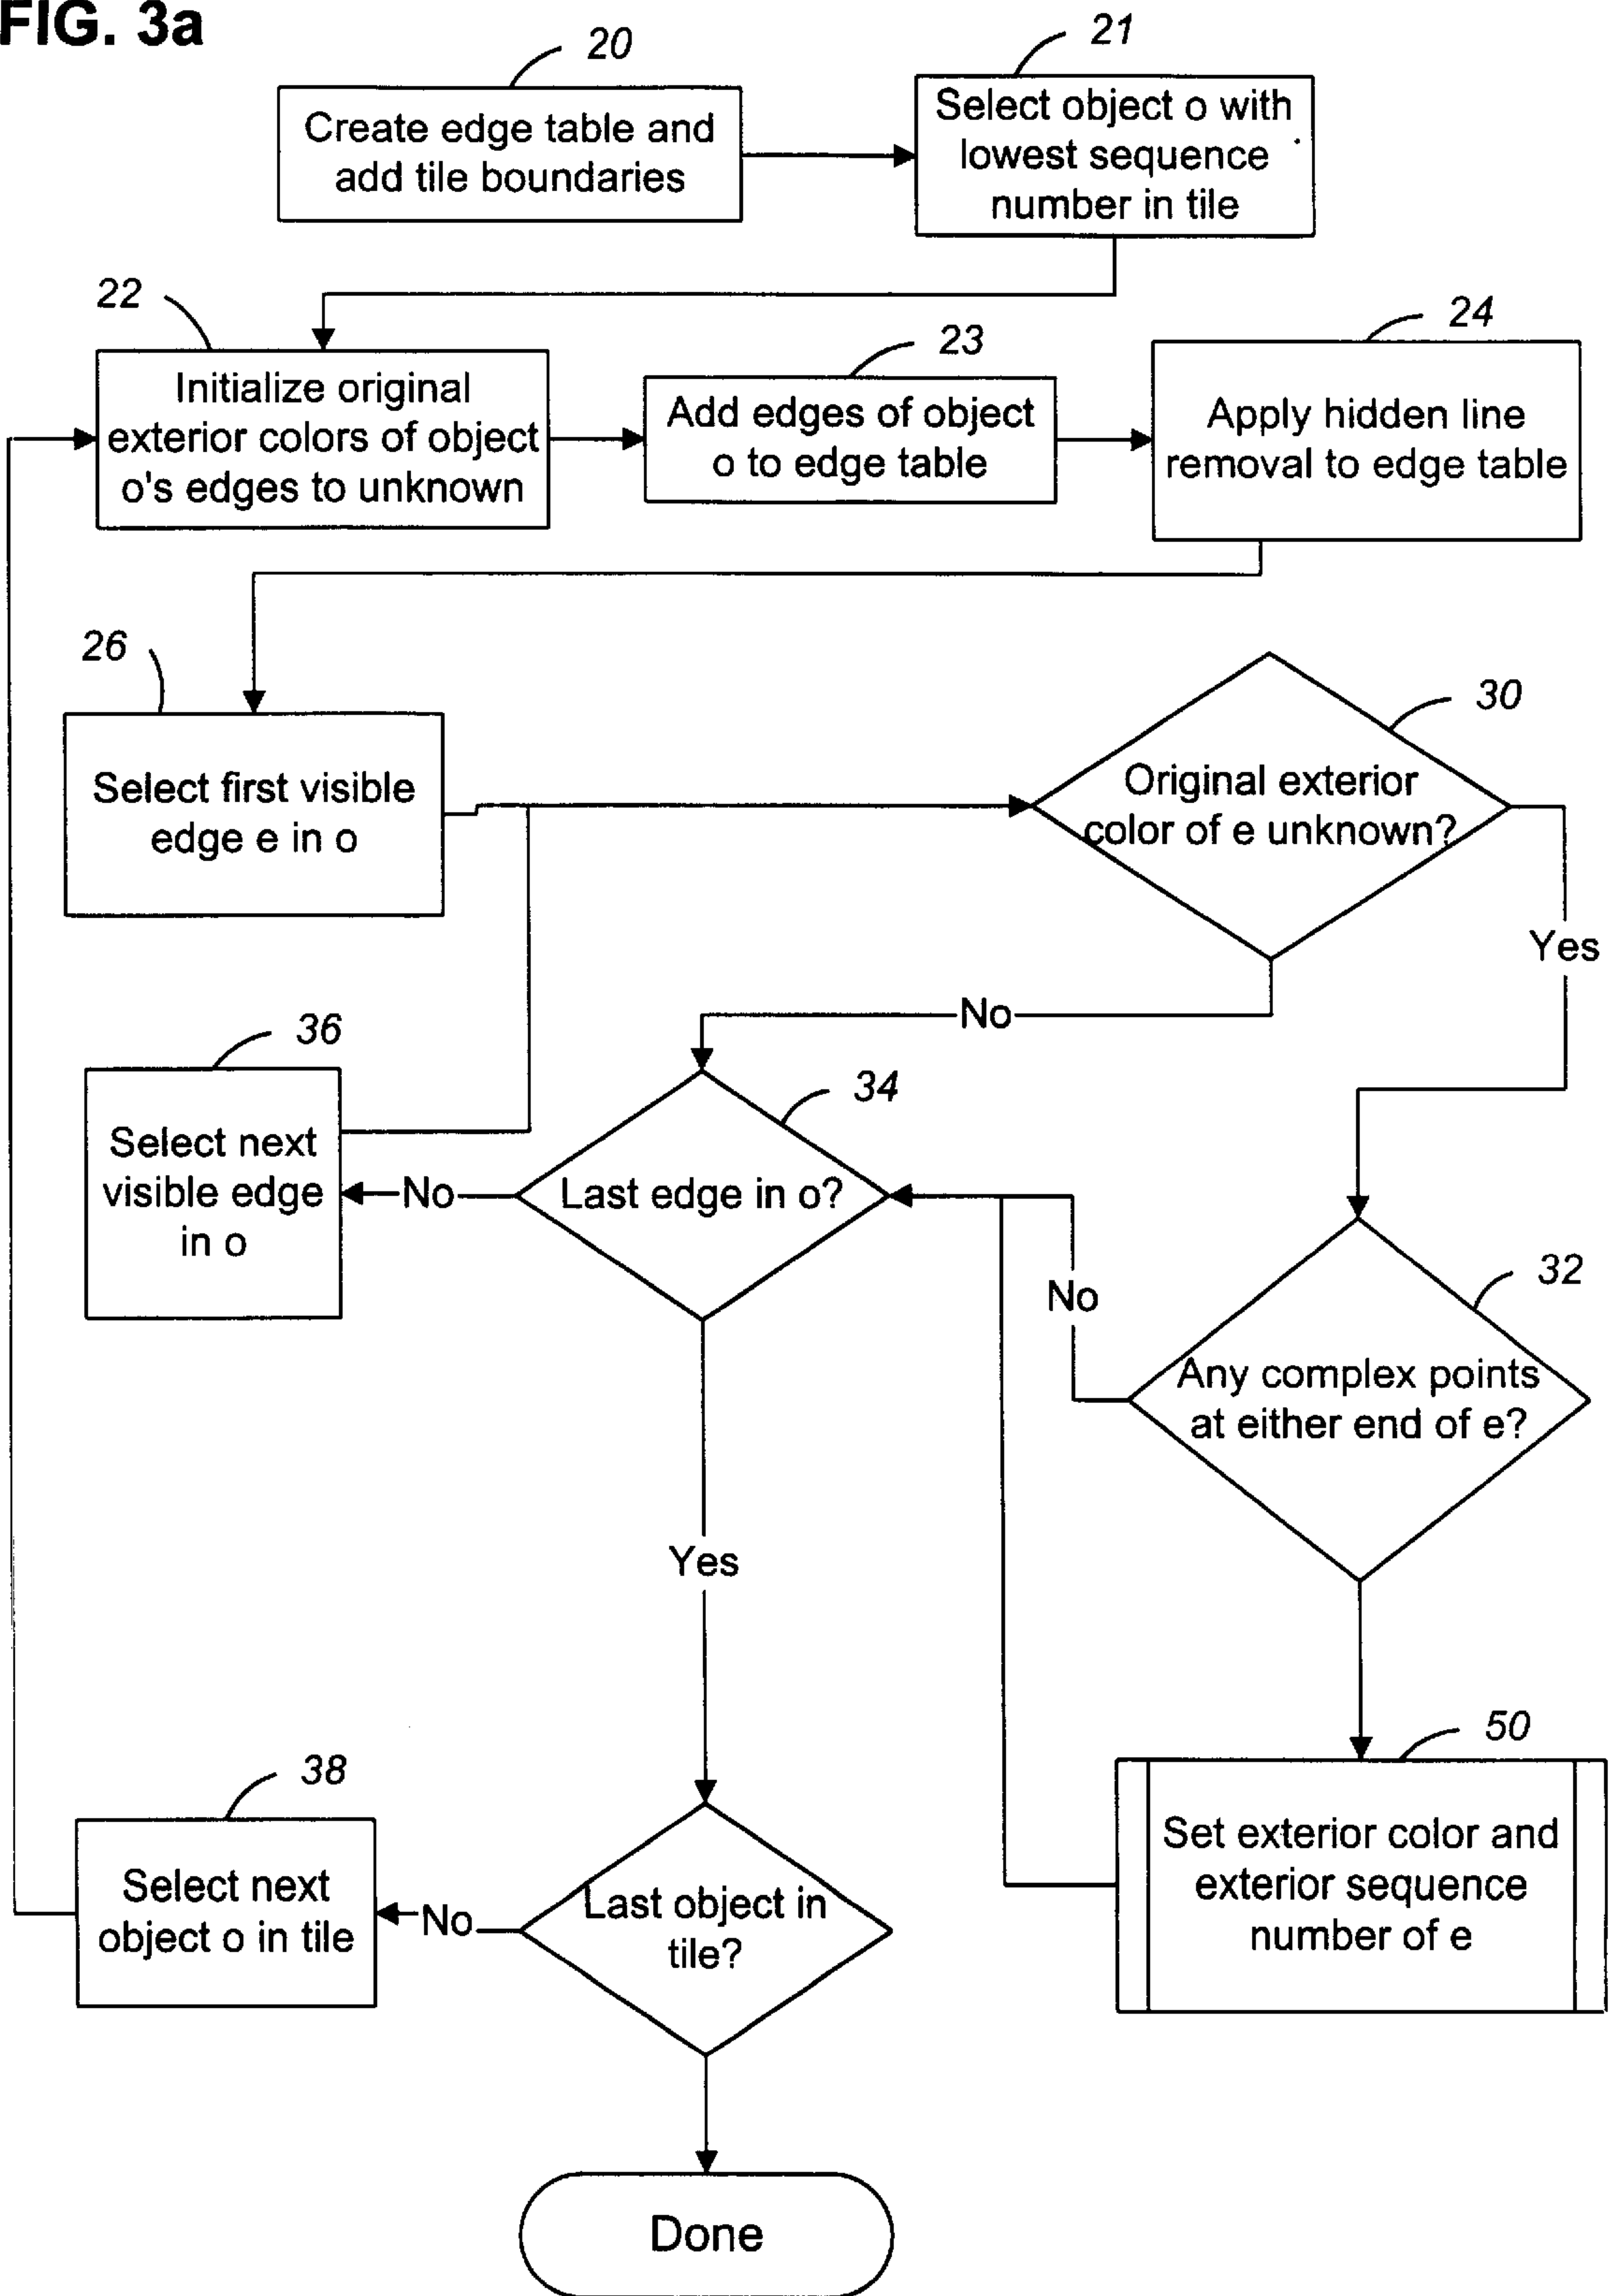 FIG. 3a
20
21
Create edge table and
add tile boundaries
Select object o with
lowest sequence
number in tile
22
23
24
Initialize original
exterior colors of object
o's edges to unknown
Add edges of object
o to edge table
Apply hidden line
removal to edge table
26
30
Select first visible
edge e in o
Original exterior
color of e unknown?
Yes
No
36
34
Select next
visible edge
in o
No
Last edge in o?
No
32
Any complex points
at either end of e?
Yes
50
38
Set exterior color and
exterior sequence
number of e
Select next
object o in tile
No
Last object in
tile?
Done